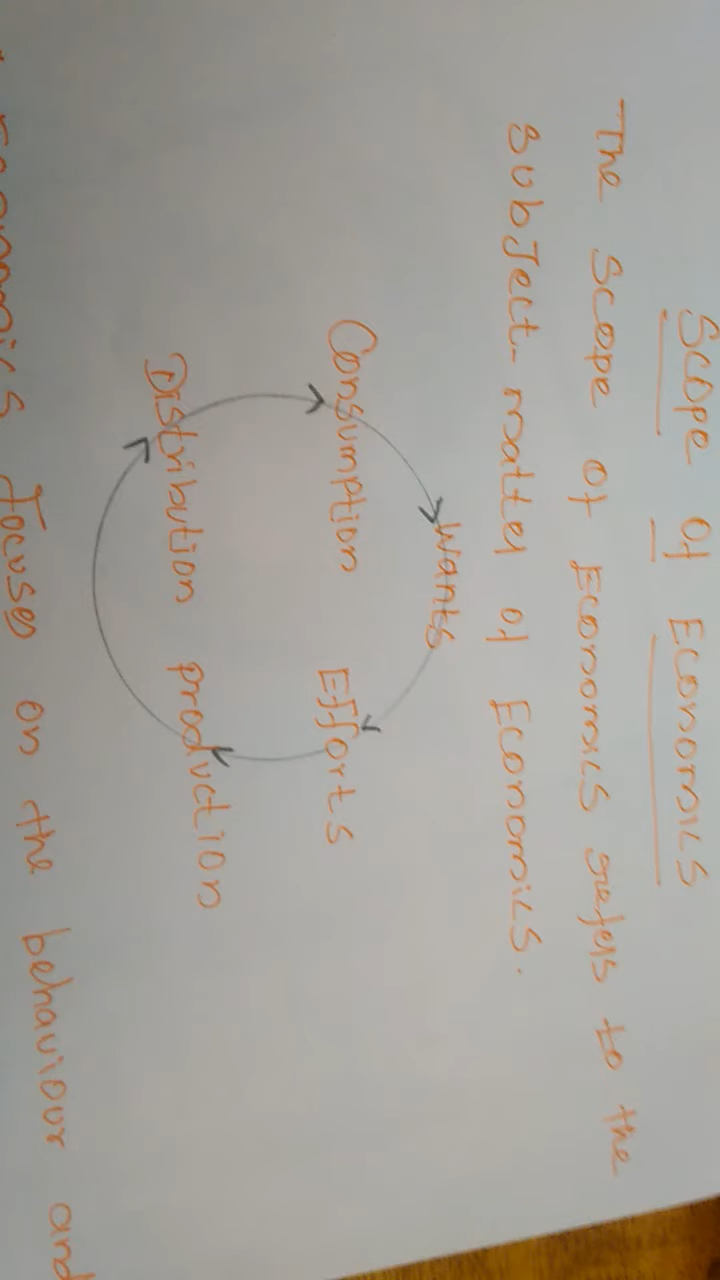 Scope of Economics
The Scope of Economics refers to the
subject-matter of Economics.
Wants
Consumption Efforts
Distribution production
Economics focuses on the behaviour and